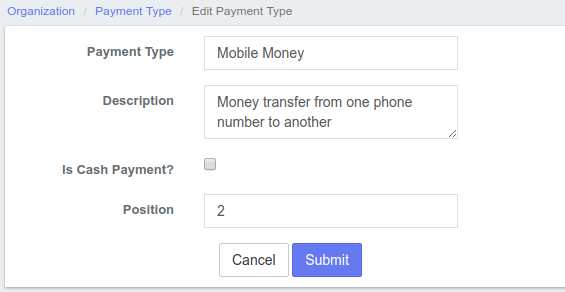 Organization / Payment Type / Edit Payment Type
Payment Type Mobile Money
Description Money transfer from one phone
number to another
Is Cash Payment?
Position 2
Cancel Submit